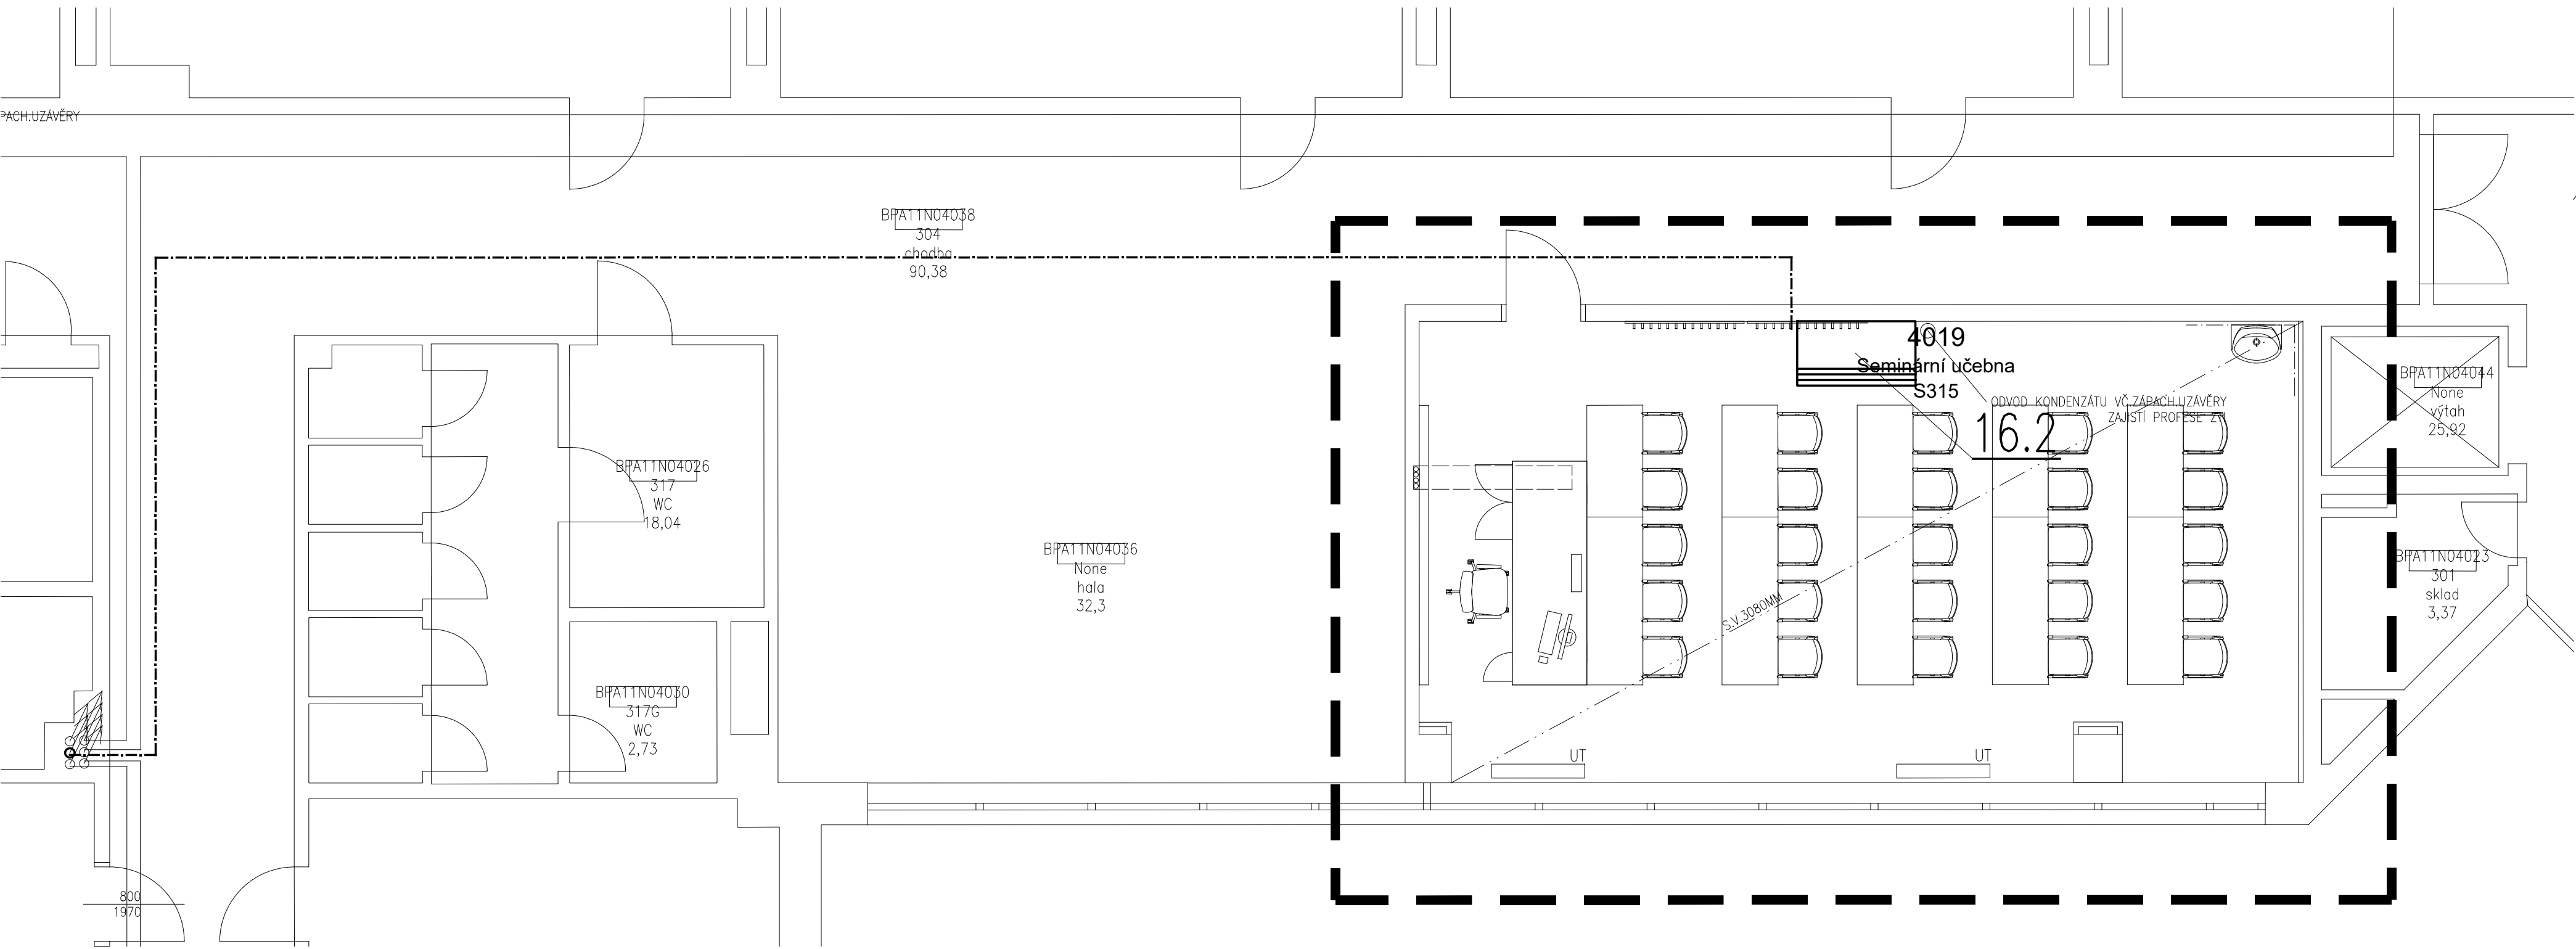 PACH.UZÁVĚRY
BPA11N04038
304
chodba
90,38
4019
Seminární učebna
S315
ODVOD KONDENZÁTU VČ.ZÁPACH.UZÁVĚRY
ZAJISTÍ PROFESE ZTI
16.2
BPA11N04044
None
výtah
25,92
BPA11N04026
317
WC
18,04
BPA11N04036
None
hala
32,3
BPA11N04023
301
sklad
3,37
S.V.3080MM
BPA11N04030
317G
WC
2,73
UT
UT
800
1970